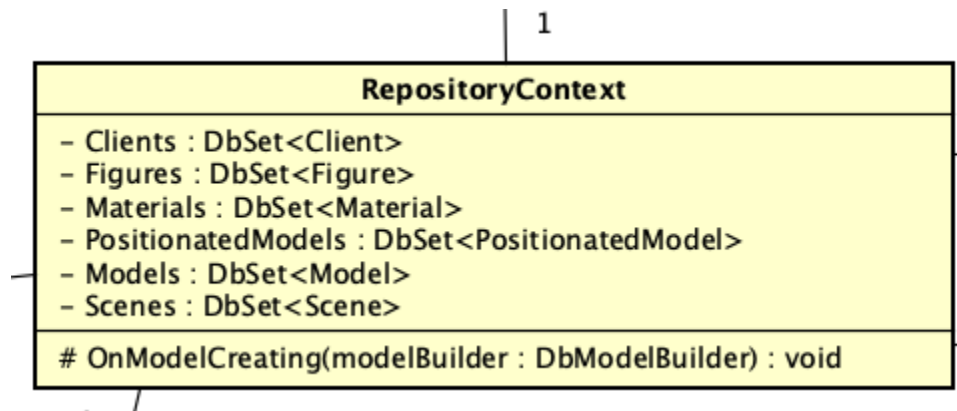 1
RepositoryContext
– Clients : DbSet<Client>
– Figures : DbSet<Figure>
– Materials : DbSet<Material>
– PositionatedModels : DbSet<PositionatedModel>
– Models : DbSet<Model>
– Scenes : DbSet<Scene>
# OnModelCreating(modelBuilder : DbModelBuilder) : void